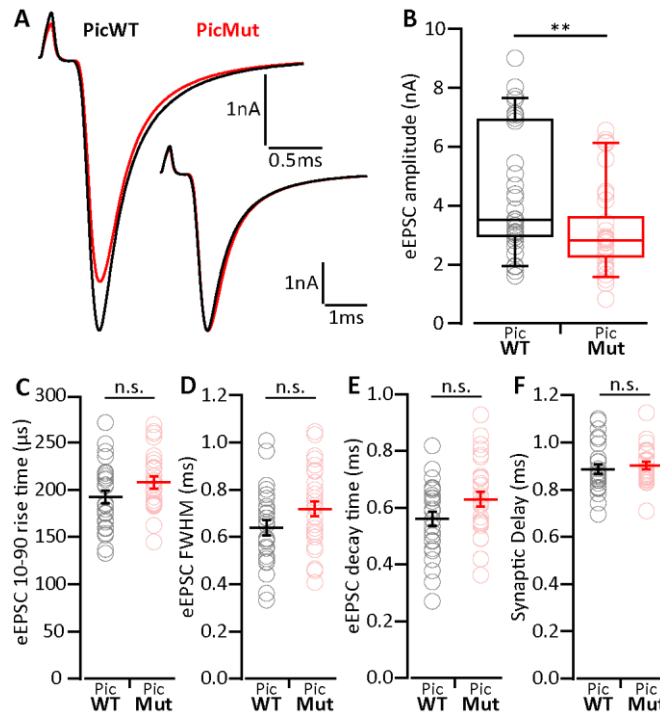 A
PicWT PicMut
1nA
0.5ms
1nA
1ms
B
**
eEPSC amplitude (nA)
10
8
6
4
2
0
Pic Pic
WT Mut
C
n.s.
eEPSC 10-90 rise time (µs)
300
250
200
150
100
50
0
Pic Pic
WT Mut
D
n.s.
eEPSC FWHM (ms)
1.2
1.0
0.8
0.6
0.4
0.2
0.0
Pic Pic
WT Mut
E
n.s.
eEPSC decay time (ms)
1.0
0.8
0.6
0.4
0.2
0.0
Pic Pic
WT Mut
F
n.s.
Synaptic Delay (ms)
1.2
1.0
0.8
0.6
0.4
0.2
0.0
Pic Pic
WT Mut